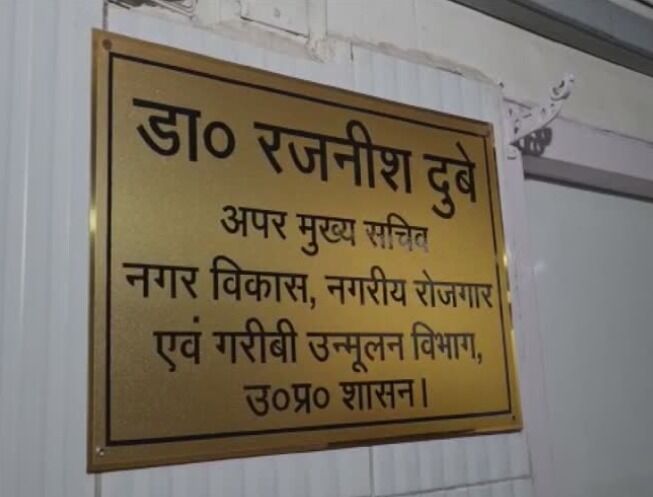 डा० रजनीश दुबे
अपर मुख्य सचिव
नगर विकास, नगरीय रोजगार
एवं गरीबी उन्मूलन विभाग,
उ०प्र० शासन।